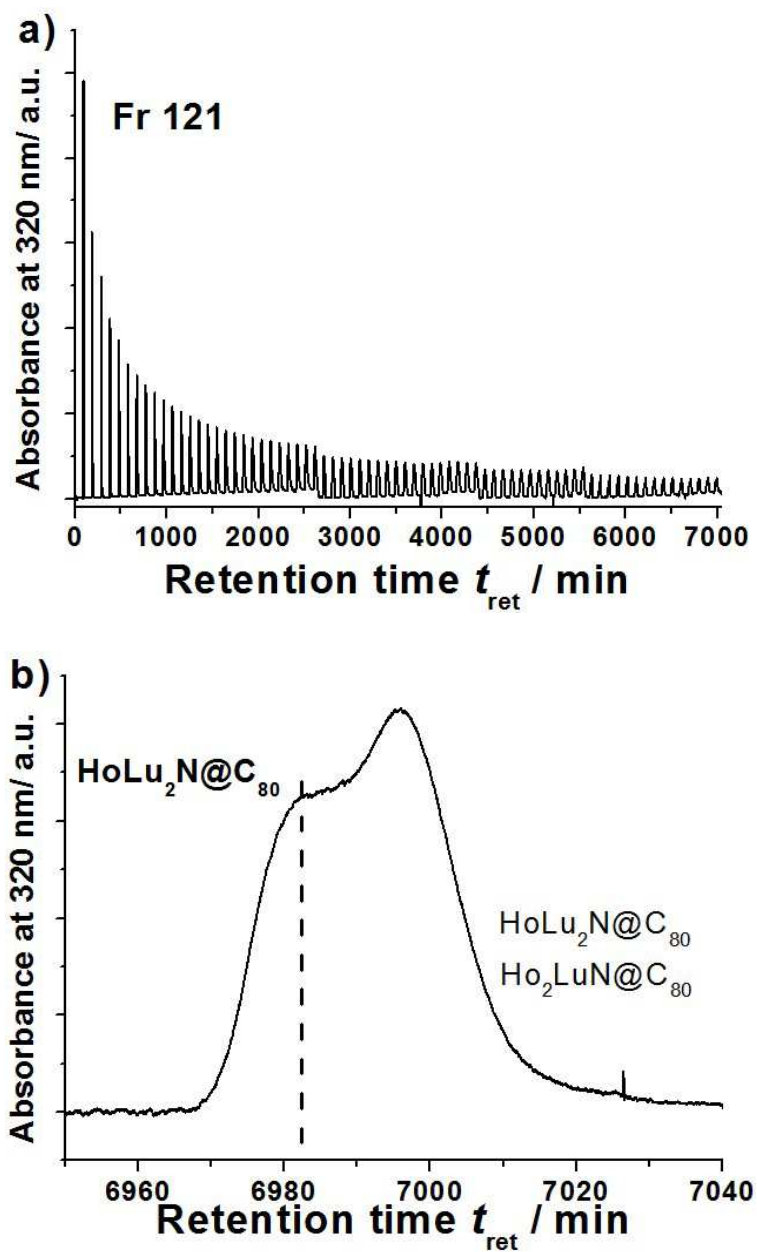 a)
Fr 121
Absorbance at 320 nm/ a.u.
0 1000 2000 3000 4000 5000 6000 7000
Retention time t_ret / min
b)
HoLu₂N@C₈₀
HoLu₂N@C₈₀
Ho₂LuN@C₈₀
Absorbance at 320 nm/ a.u.
6960 6980 7000 7020 7040
Retention time t_ret / min